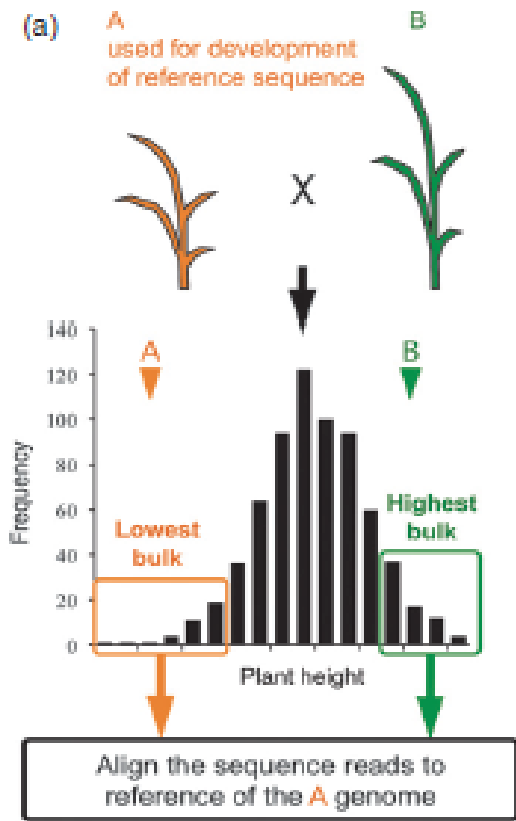 (a)
A
used for development
of reference sequence
B
X
140
120
100
80
60
40
20
0
Frequency
A
B
Lowest
bulk
Highest
bulk
Plant height
Align the sequence reads to
reference of the A genome